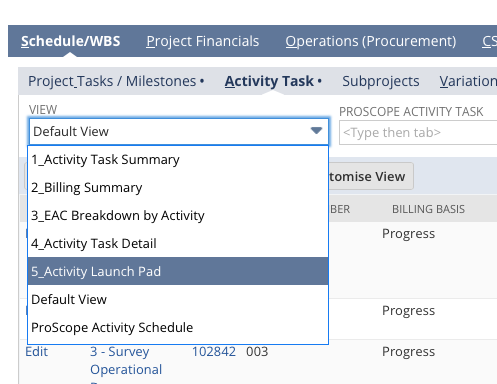 Schedule/WBS Project Financials Operations (Procurement) CS
Project Tasks / Milestones • Activity Task • Subprojects Variation
VIEW PROSCOPE ACTIVITY TASK
Default View <Type then tab>
1_Activity Task Summary
2_Billing Summary tomise View
3_EAC Breakdown by Activity BER BILLING BASIS
4_Activity Task Detail Progress
5_Activity Launch Pad
Default View
ProScope Activity Schedule Progress
Edit 3 - Survey 102842 003 Progress
Operational